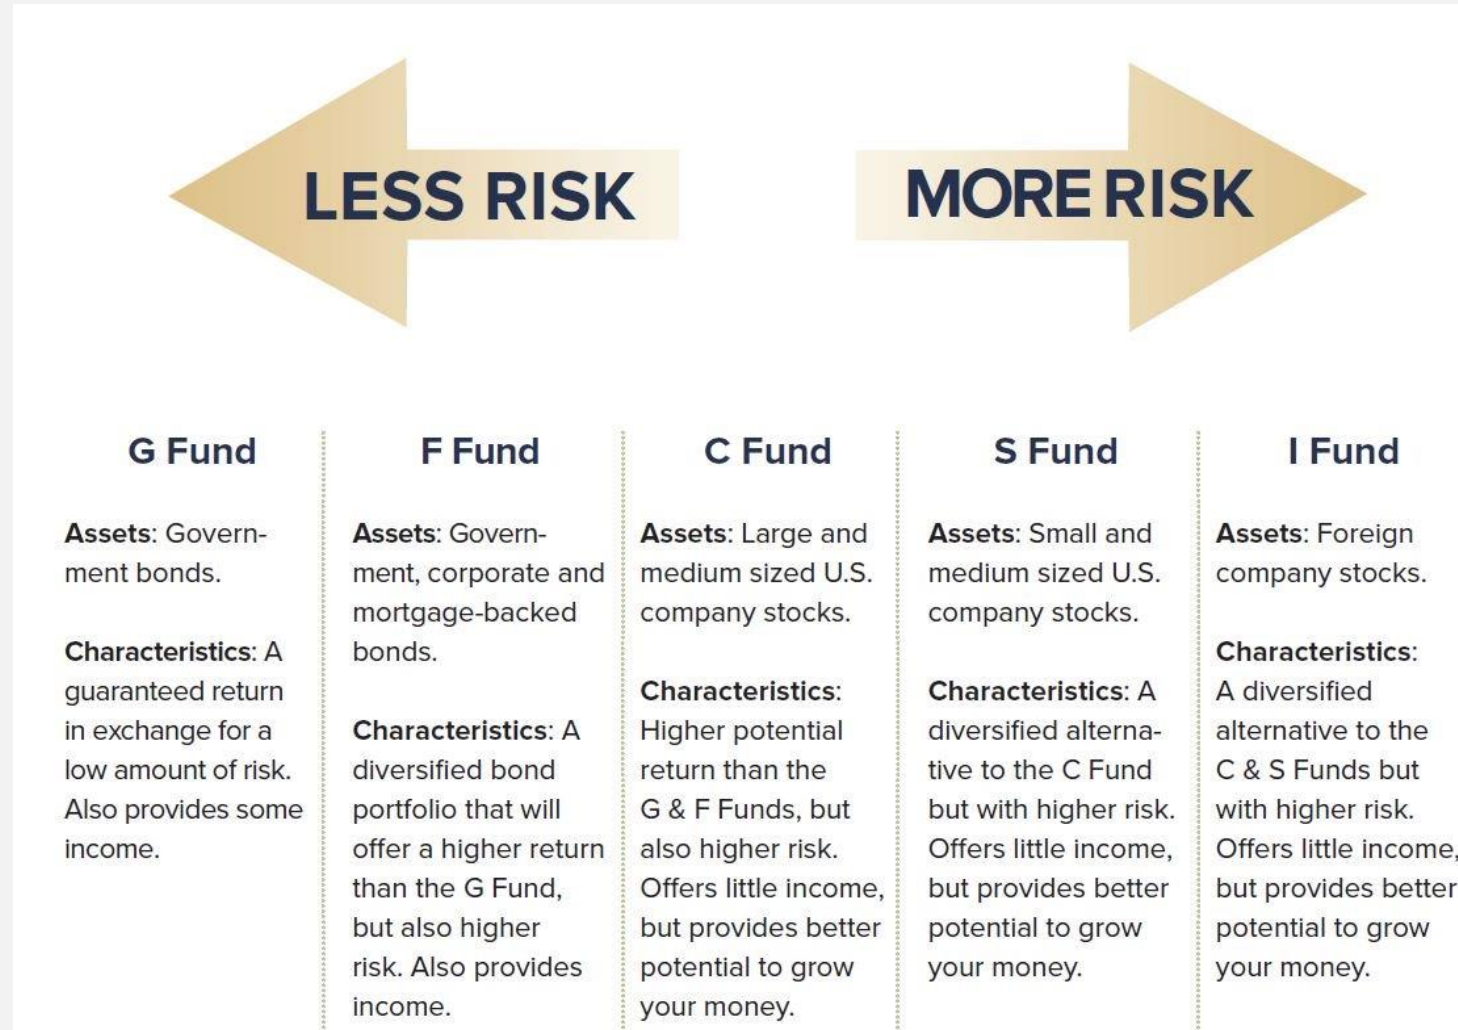 LESS RISK
MORE RISK
G Fund
Assets: Govern-
ment bonds.
Characteristics: A
guaranteed return
in exchange for a
low amount of risk.
Also provides some
income.
F Fund
Assets: Govern-
ment, corporate and
mortgage-backed
bonds.
Characteristics: A
diversified bond
portfolio that will
offer a higher return
than the G Fund,
but also higher
risk. Also provides
income.
C Fund
Assets: Large and
medium sized U.S.
company stocks.
Characteristics:
Higher potential
return than the
G & F Funds, but
also higher risk.
Offers little income,
but provides better
potential to grow
your money.
S Fund
Assets: Small and
medium sized U.S.
company stocks.
Characteristics: A
diversified alterna-
tive to the C Fund
but with higher risk.
Offers little income,
but provides better
potential to grow
your money.
I Fund
Assets: Foreign
company stocks.
Characteristics:
A diversified
alternative to the
C & S Funds but
with higher risk.
Offers little income,
but provides better
potential to grow
your money.